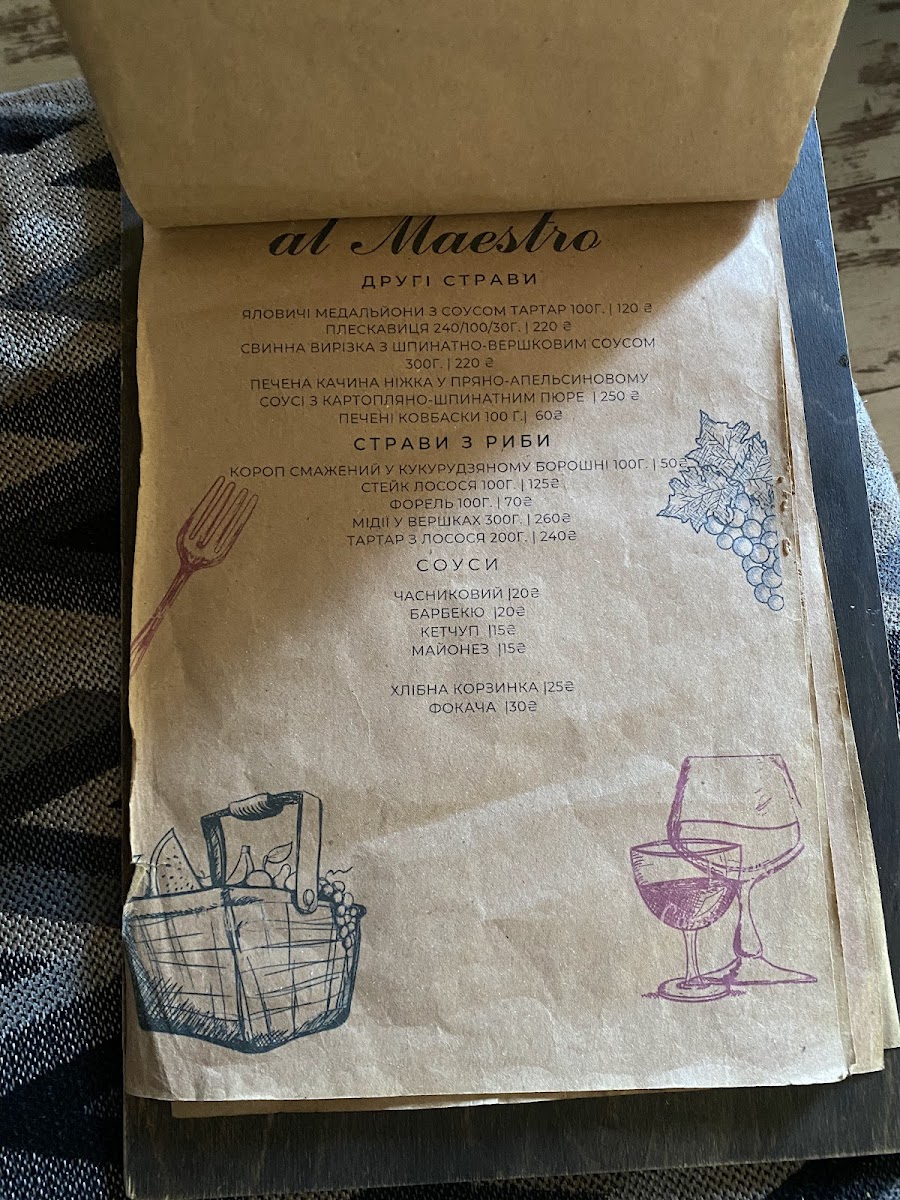 al Maestro
ДРУГІ СТРАВИ
ЯЛОВИЧІ МЕДАЛЬЙОНИ З СОУСОМ ТАРТАР 100Г. | 120 ₴
ПЛЕСКАВИЦЯ 240/100/30Г. | 220 ₴
СВИННА ВИРІЗКА З ШПИНАТНО-ВЕРШКОВИМ СОУСОМ
300Г. | 220 ₴
ПЕЧЕНА КАЧИНА НІЖКА У ПРЯНО-АПЕЛЬСИНОВОМУ
СОУСІ З КАРТОПЛЯНО-ШПИНАТНИМ ПЮРЕ | 250 ₴
ПЕЧЕНІ КОВБАСКИ 100 Г.| 60₴
СТРАВИ З РИБИ
КОРОП СМАЖЕНИЙ У КУКУРУДЗЯНОМУ БОРОШНІ 100Г. | 50₴
СТЕЙК ЛОСОСЯ 100Г. | 125₴
ФОРЕЛЬ 100Г. | 70₴
МІДІЇ У ВЕРШКАХ 300Г. | 260₴
ТАРТАР З ЛОСОСЯ 200Г. | 240₴
СОУСИ
ЧАСНИКОВИЙ |20₴
БАРБЕКЮ |20₴
КЕТЧУП |15₴
МАЙОНЕЗ |15₴
ХЛІБНА КОРЗИНКА |25₴
ФОКАЧА |30₴